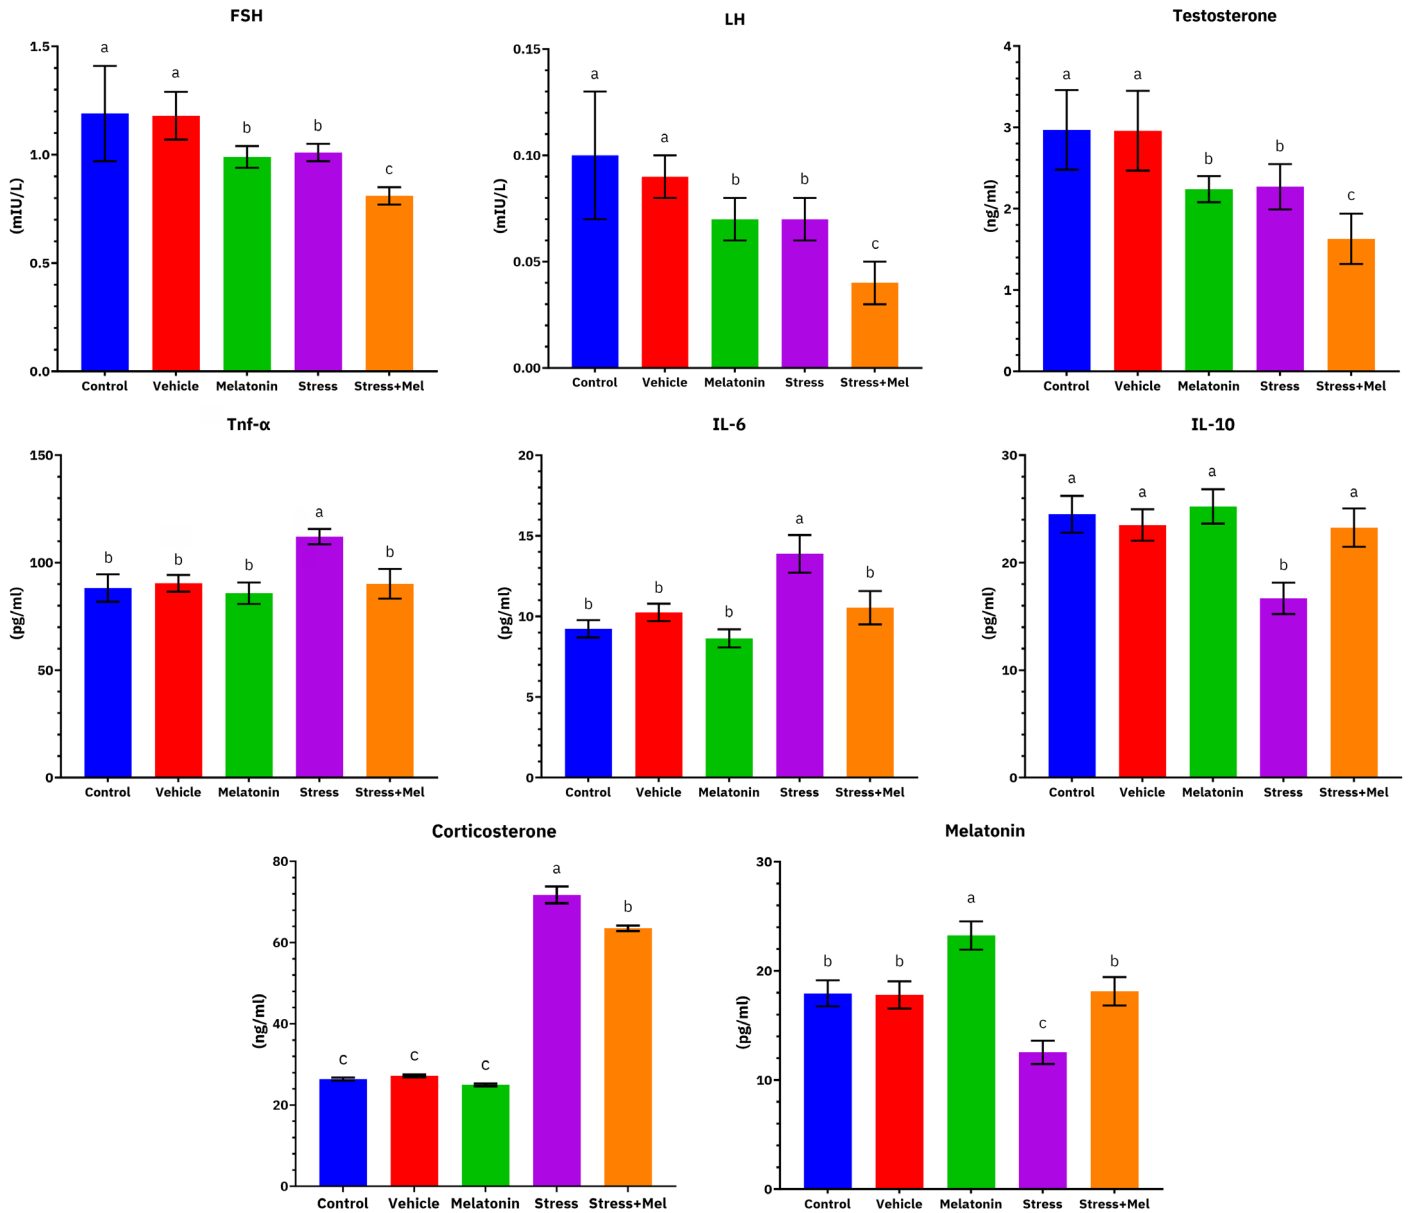 FSH
1.5
1.0
0.5
0.0
(mIU/L)
a
a
b
b
c
Control Vehicle Melatonin Stress Stress+Mel
LH
0.15
0.10
0.05
0.00
(mIU/L)
a
a
b
b
c
Control Vehicle Melatonin Stress Stress+Mel
Testosterone
4
3
2
1
0
(ng/ml)
a
a
b
b
c
Control Vehicle Melatonin Stress Stress+Mel
Tnf-α
150
100
50
0
(pg/ml)
b
b
b
a
b
Control Vehicle Melatonin Stress Stress+Mel
IL-6
20
15
10
5
0
(pg/ml)
b
b
b
a
b
Control Vehicle Melatonin Stress Stress+Mel
IL-10
30
20
10
0
(pg/ml)
a
a
a
b
a
Control Vehicle Melatonin Stress Stress+Mel
Corticosterone
80
60
40
20
0
(ng/ml)
c
c
c
a
b
Control Vehicle Melatonin Stress Stress+Mel
Melatonin
30
20
10
0
(pg/ml)
b
b
a
c
b
Control Vehicle Melatonin Stress Stress+Mel